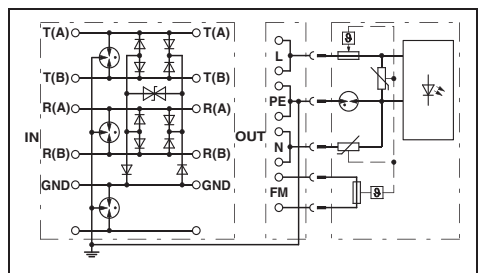 T(A) T(A)
T(B) T(B)
R(A) R(A)
IN OUT
R(B) R(B)
GND GND
L
PE
N
FM
ϑ
ϑ